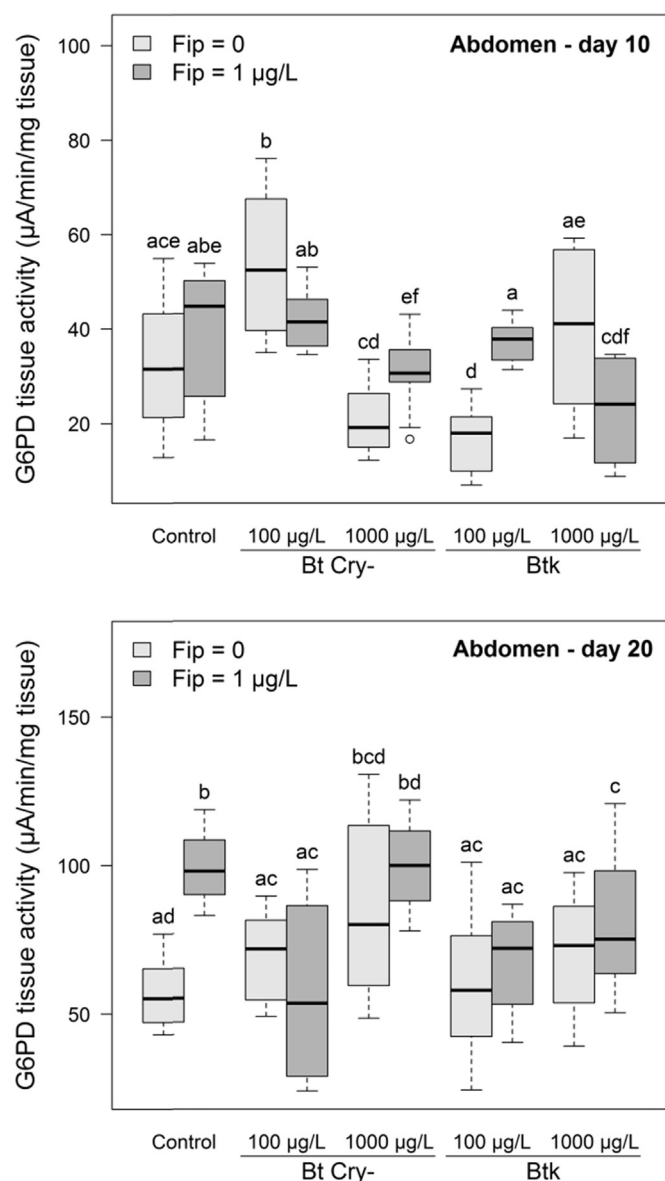 Abdomen - day 10
Fip = 0
Fip = 1 µg/L
G6PD tissue activity (µA/min/mg tissue)
100
80
60
40
20
ace
abe
b
ab
cd
ef
d
a
ae
cdf
Control
100 µg/L
1000 µg/L
100 µg/L
1000 µg/L
Bt Cry-
Btk
Abdomen - day 20
Fip = 0
Fip = 1 µg/L
G6PD tissue activity (µA/min/mg tissue)
150
100
50
ad
b
ac
ac
bcd
bd
ac
ac
ac
c
Control
100 µg/L
1000 µg/L
100 µg/L
1000 µg/L
Bt Cry-
Btk